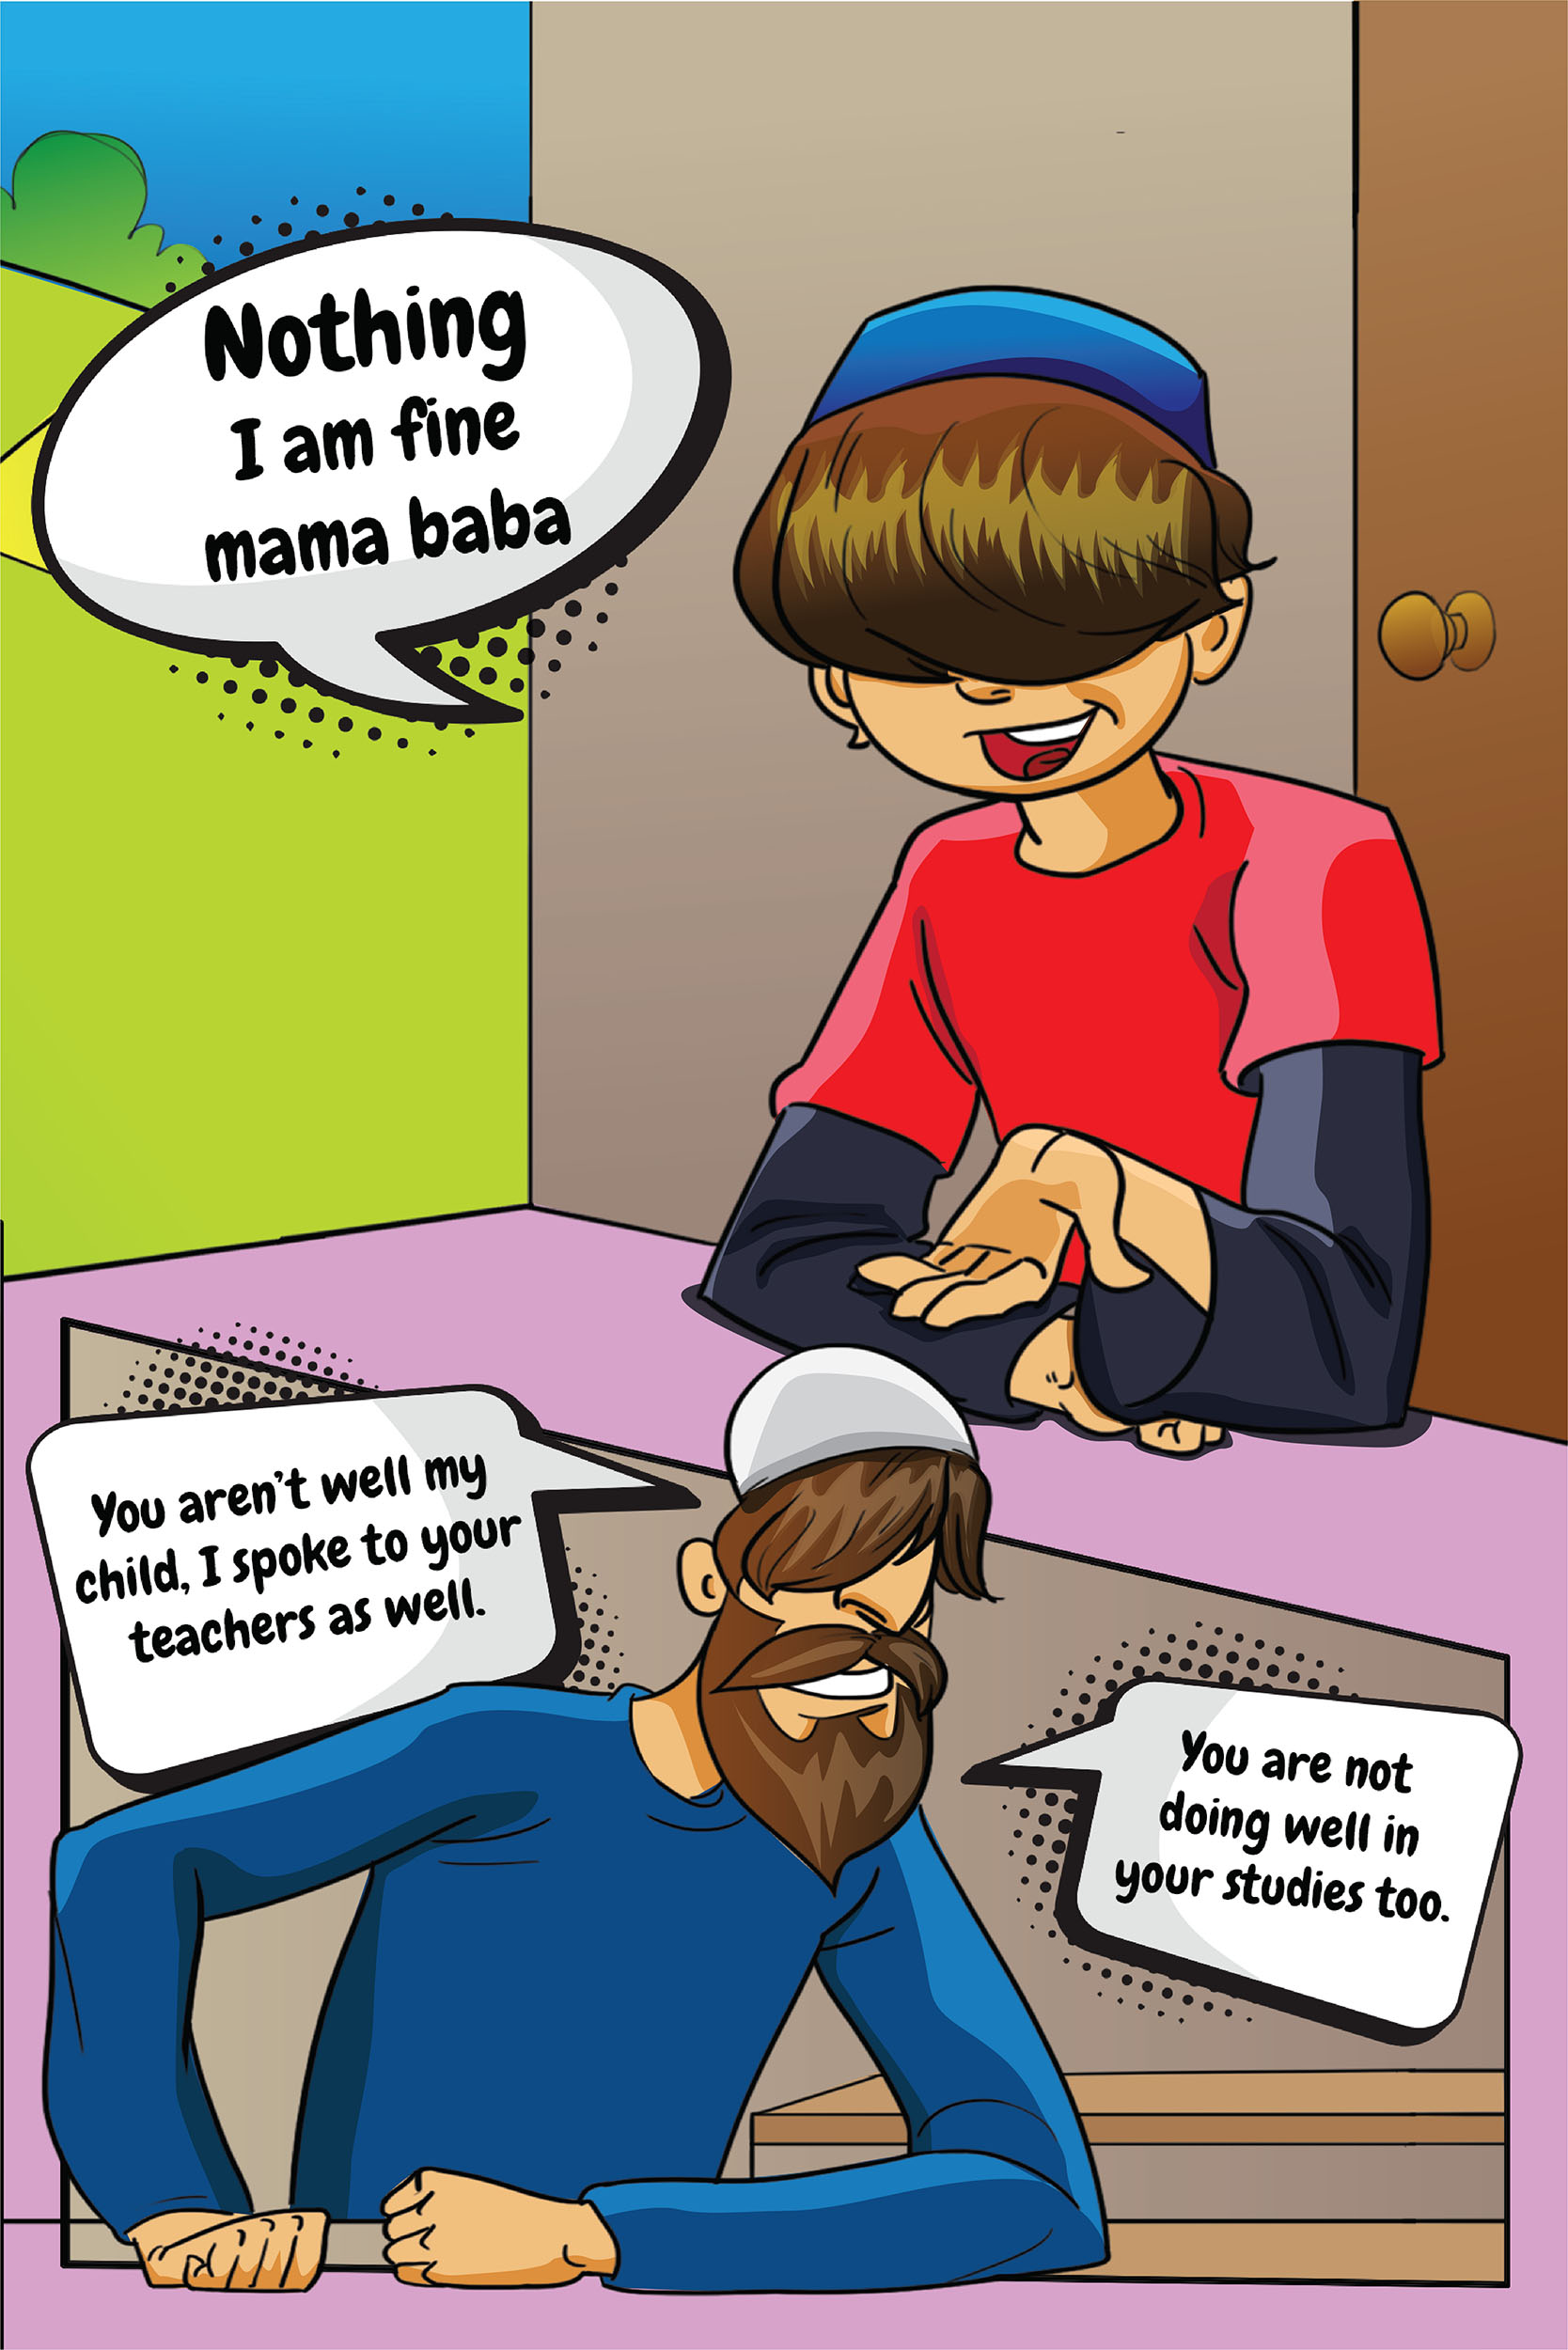 Nothing
I am fine
mama baba
You aren't well my
child, I spoke to your
teachers as well.
You are not
doing well in
your studies too.